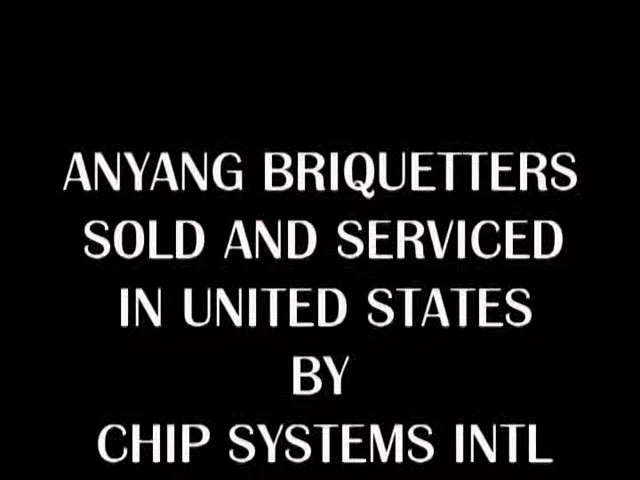 ANYANG BRIQUETTERS
SOLD AND SERVICED
IN UNITED STATES
BY
CHIP SYSTEMS INTL